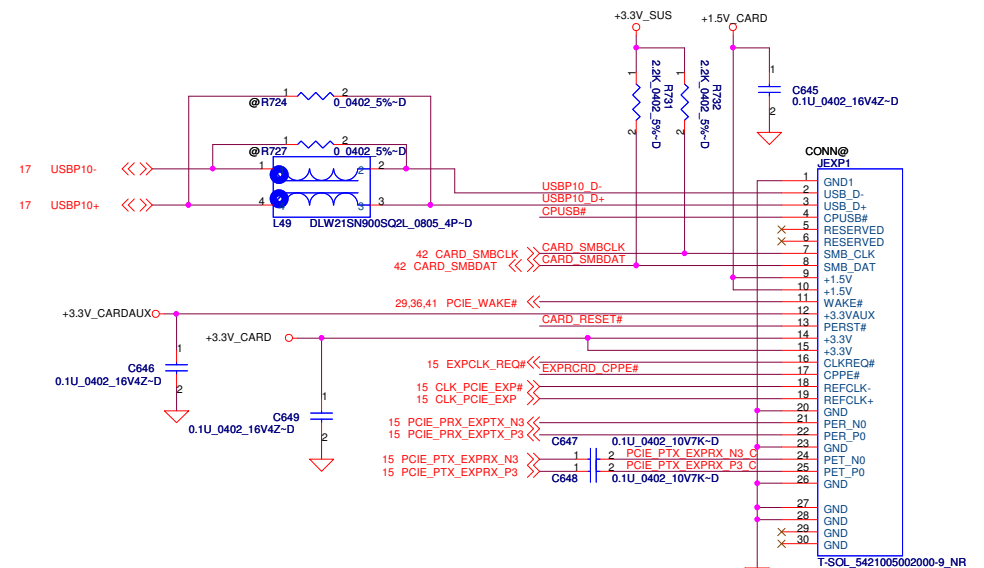 +3.3V_SUS
+1.5V_CARD
1
2
2.2K_0402_5%~D
R731
1
2
2.2K_0402_5%~D
R732
1
2
C645
0.1U_0402_16V4Z~D
1
2
@R724
0_0402_5%~D
1
2
@R727
0_0402_5%~D
17 USBP10-
17 USBP10+
1
2
2
4
3
3
L49
DLW21SN900SQ2L_0805_4P~D
USBP10_D-
USBP10_D+
CPUSB#
42 CARD_SMBCLK
CARD_SMBCLK
42 CARD_SMBDAT
CARD_SMBDAT
29,36,41 PCIE_WAKE#
+3.3V_CARDAUX
CARD_RESET#
+3.3V_CARD
15 EXPCLK_REQ#
EXPRCRD_CPPE#
15 CLK_PCIE_EXP#
15 CLK_PCIE_EXP
15 PCIE_PRX_EXPTX_N3
15 PCIE_PRX_EXPTX_P3
15 PCIE_PTX_EXPRX_N3
15 PCIE_PTX_EXPRX_P3
C646
0.1U_0402_16V4Z~D
1
2
C649
0.1U_0402_16V4Z~D
1
2
C647
0.1U_0402_10V7K~D
1
2
PCIE_PTX_EXPRX_N3_C
1
2
PCIE_PTX_EXPRX_P3_C
C648
0.1U_0402_10V7K~D
CONN@
JEXP1
1 GND1
2 USB_D-
3 USB_D+
4 CPUSB#
5 RESERVED
6 RESERVED
7 SMB_CLK
8 SMB_DAT
9 +1.5V
10 +1.5V
11 WAKE#
12 +3.3VAUX
13 PERST#
14 +3.3V
15 +3.3V
16 CLKREQ#
17 CPPE#
18 REFCLK-
19 REFCLK+
20 GND
21 PER_N0
22 PER_P0
23 GND
24 PET_N0
25 PET_P0
26 GND
27 GND
28 GND
29 GND
30 GND
T-SOL_5421005002000-9_NR